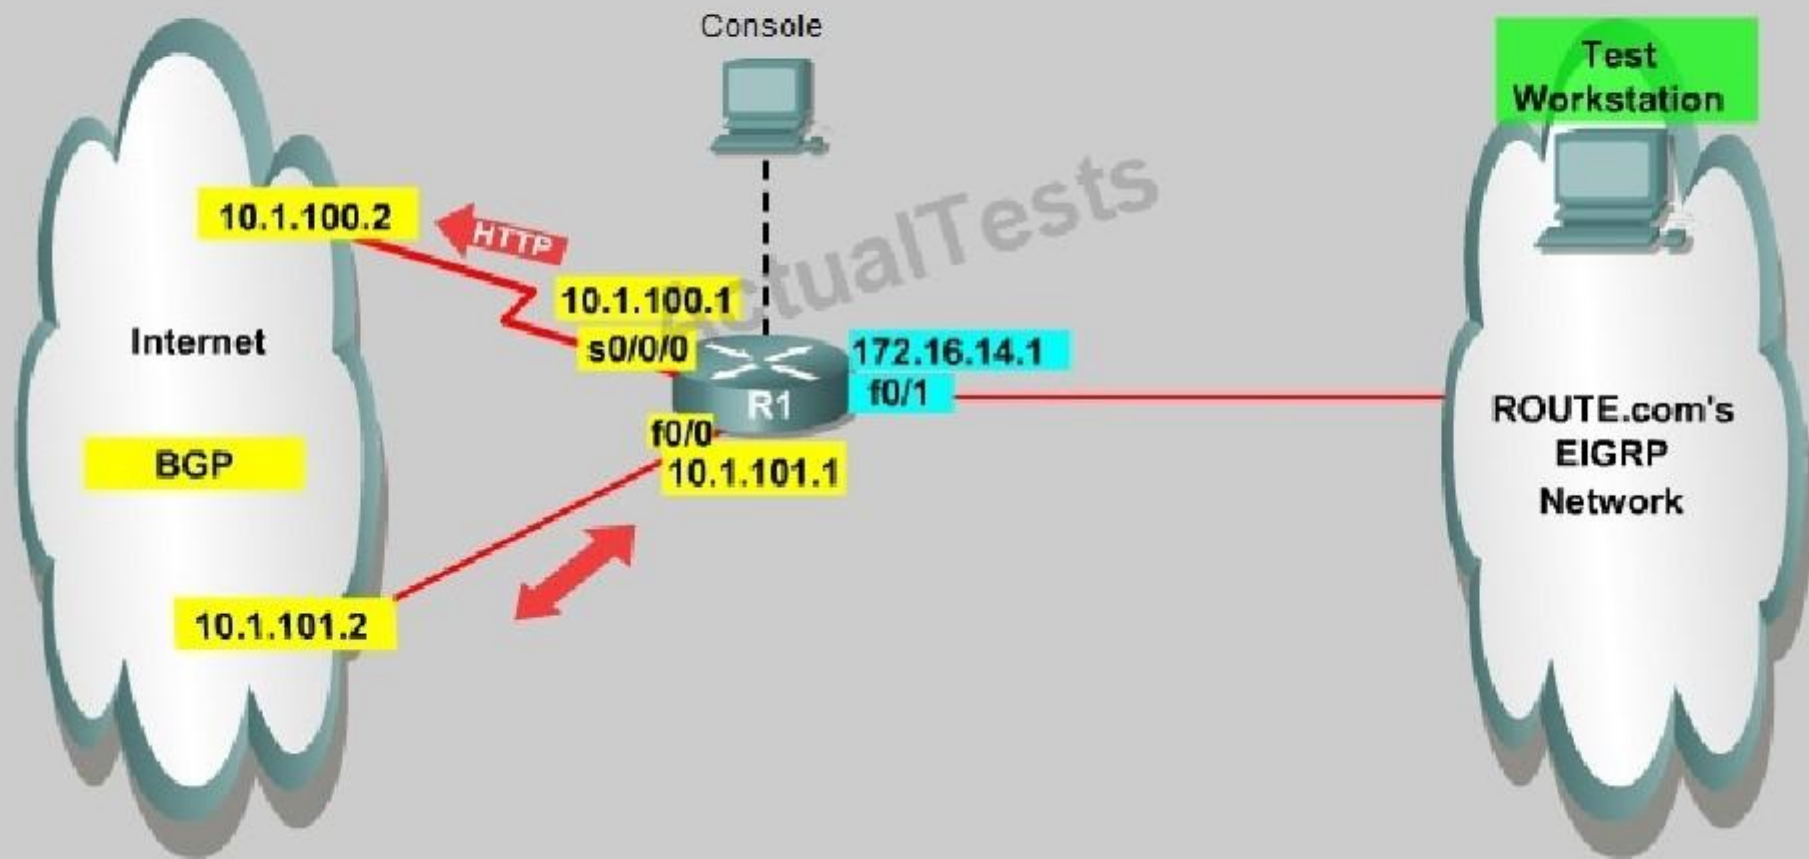 Console
Test
Workstation
10.1.100.2
HTTP
10.1.100.1
s0/0/0
ActualTests
Internet
172.16.14.1
f0/1
R1
f0/0
10.1.101.1
BGP
ROUTE.com's
EIGRP
Network
10.1.101.2